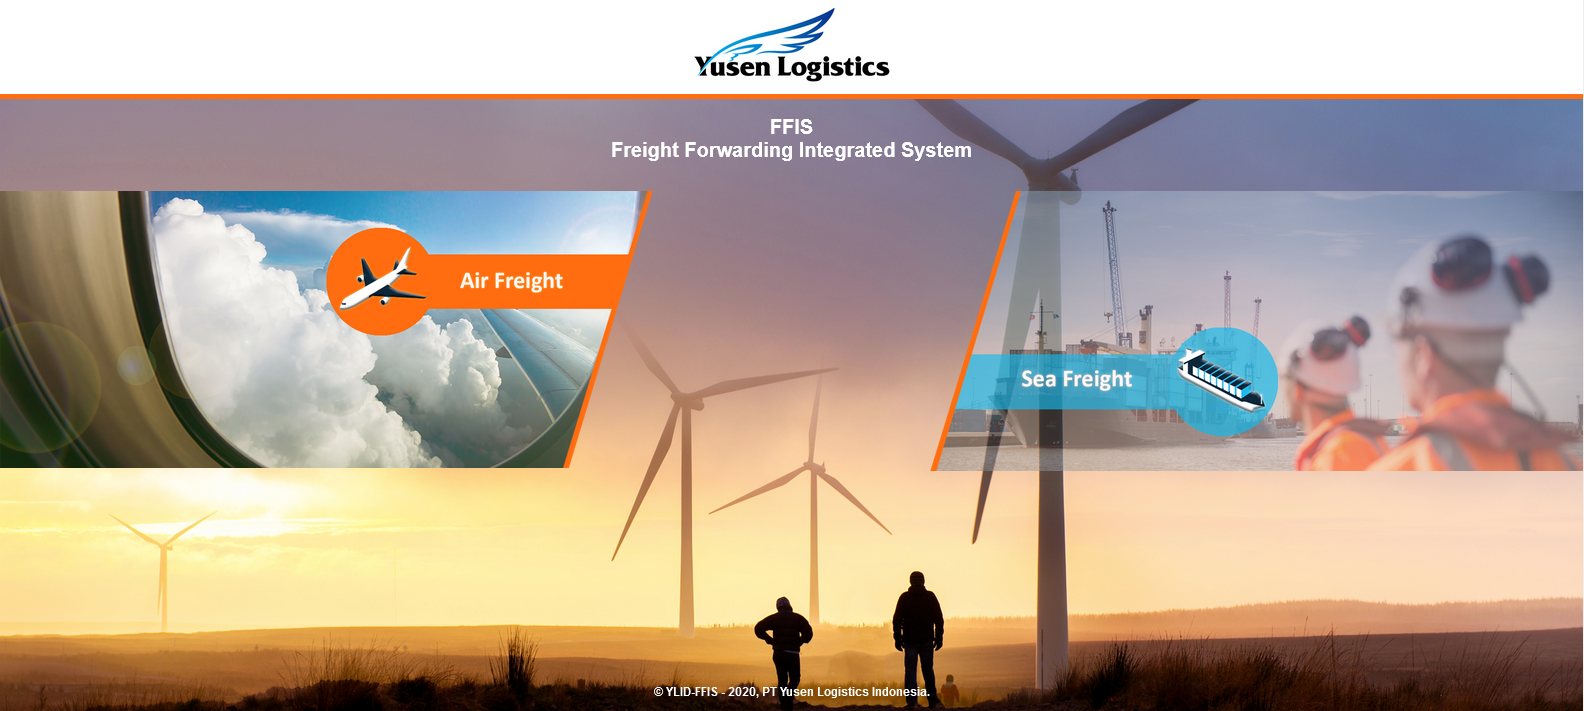 Yusen Logistics
FFIS
Freight Forwarding Integrated System
Air Freight
Sea Freight
© YLID-FFIS - 2020, PT Yusen Logistics Indonesia.